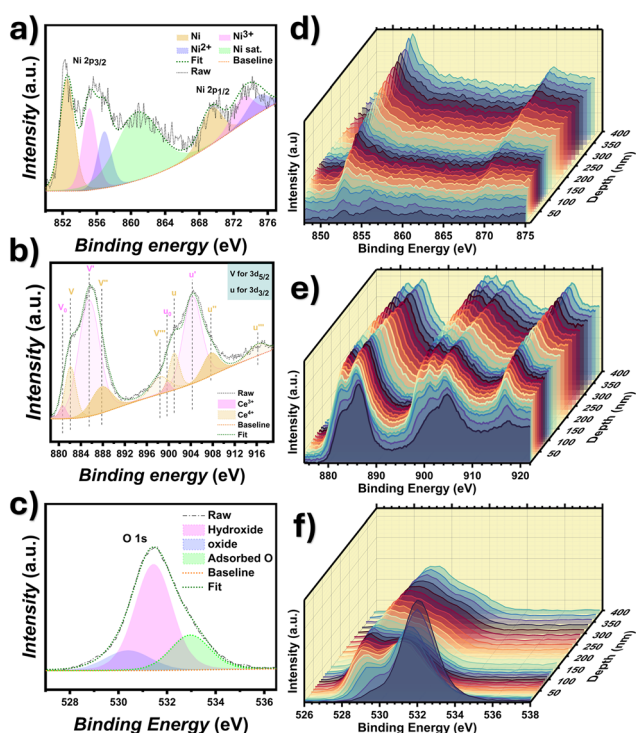 a)
Ni
Ni3+
Ni2+
Ni sat.
Fit
Baseline
Raw
Ni 2p3/2
Ni 2p1/2
Intensity (a.u.)
852 856 860 864 868 872 876
Binding energy (eV)
d)
Intensity (a.u)
850 855 860 865 870 875
Binding Energy (eV)
50 100 150 200 250 300 350 400
Depth (nm)
b)
V for 3d5/2
u for 3d3/2
V0
V
V'
V''
V'''
u0
u
u'
u''
u'''
Raw
Ce3+
Ce4+
Baseline
Fit
Intensity (a.u.)
880 884 888 892 896 900 904 908 912 916
Binding energy (eV)
e)
Intensity (a.u.)
880 890 900 910 920
Binding Energy (eV)
50 100 150 200 250 300 350 400
Depth (nm)
c)
O 1s
Raw
Hydroxide
oxide
Adsorbed O
Baseline
Fit
Intensity (a.u.)
528 530 532 534 536
Binding Energy (eV)
f)
Intensity (a.u.)
526 528 530 532 534 536 538
Binding Energy (eV)
50 100 150 200 250 300 350 400
Depth (nm)